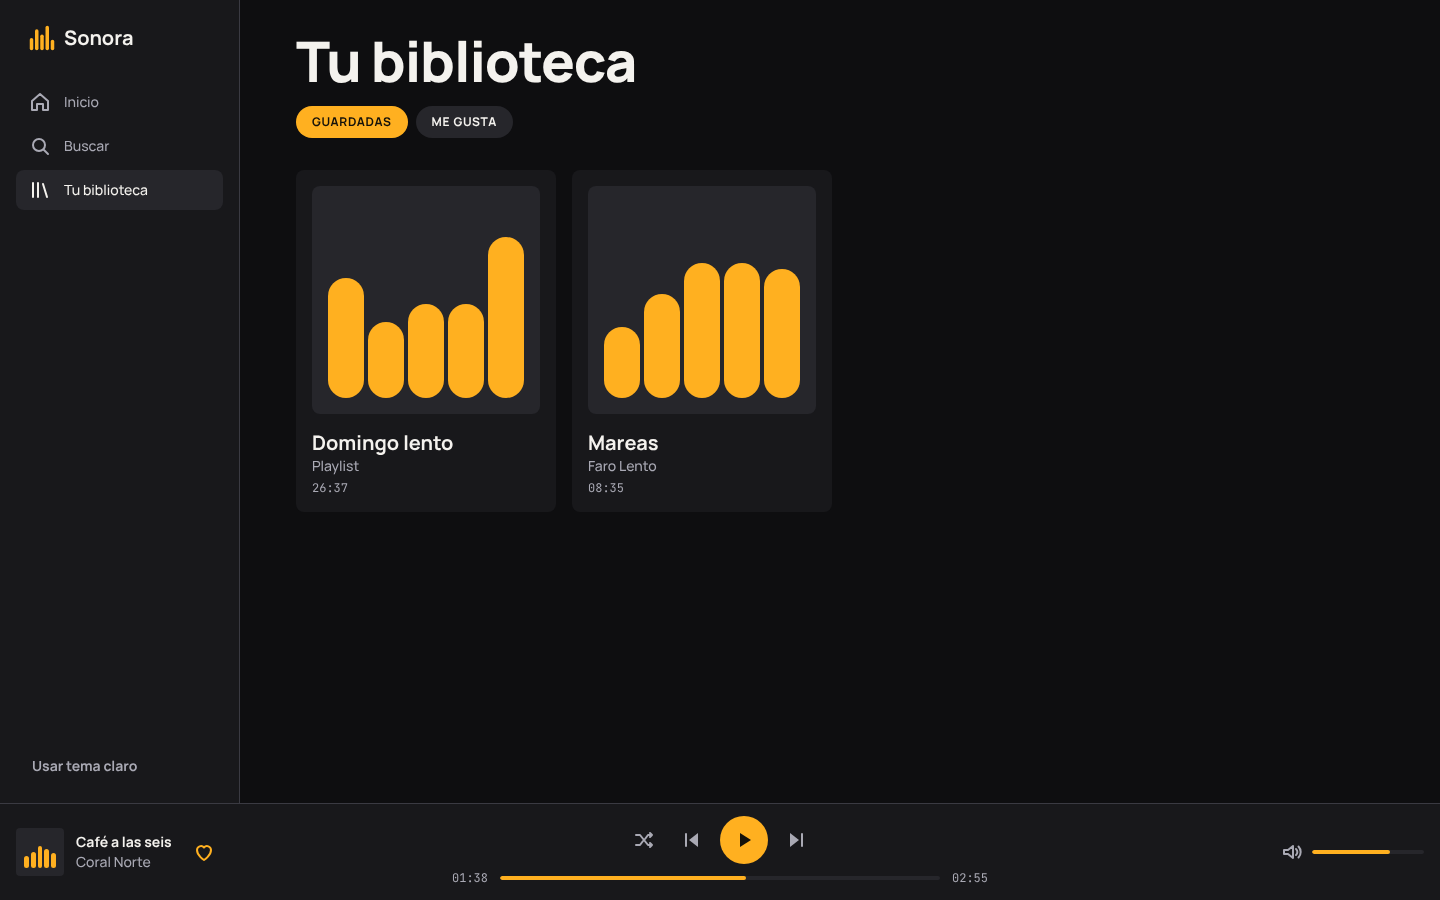 Sonora
Inicio
Buscar
Tu biblioteca
Usar tema claro
Tu biblioteca
GUARDADAS
ME GUSTA
Domingo lento
Playlist
26:37
Mareas
Faro Lento
08:35
Café a las seis
Coral Norte
01:38
02:55